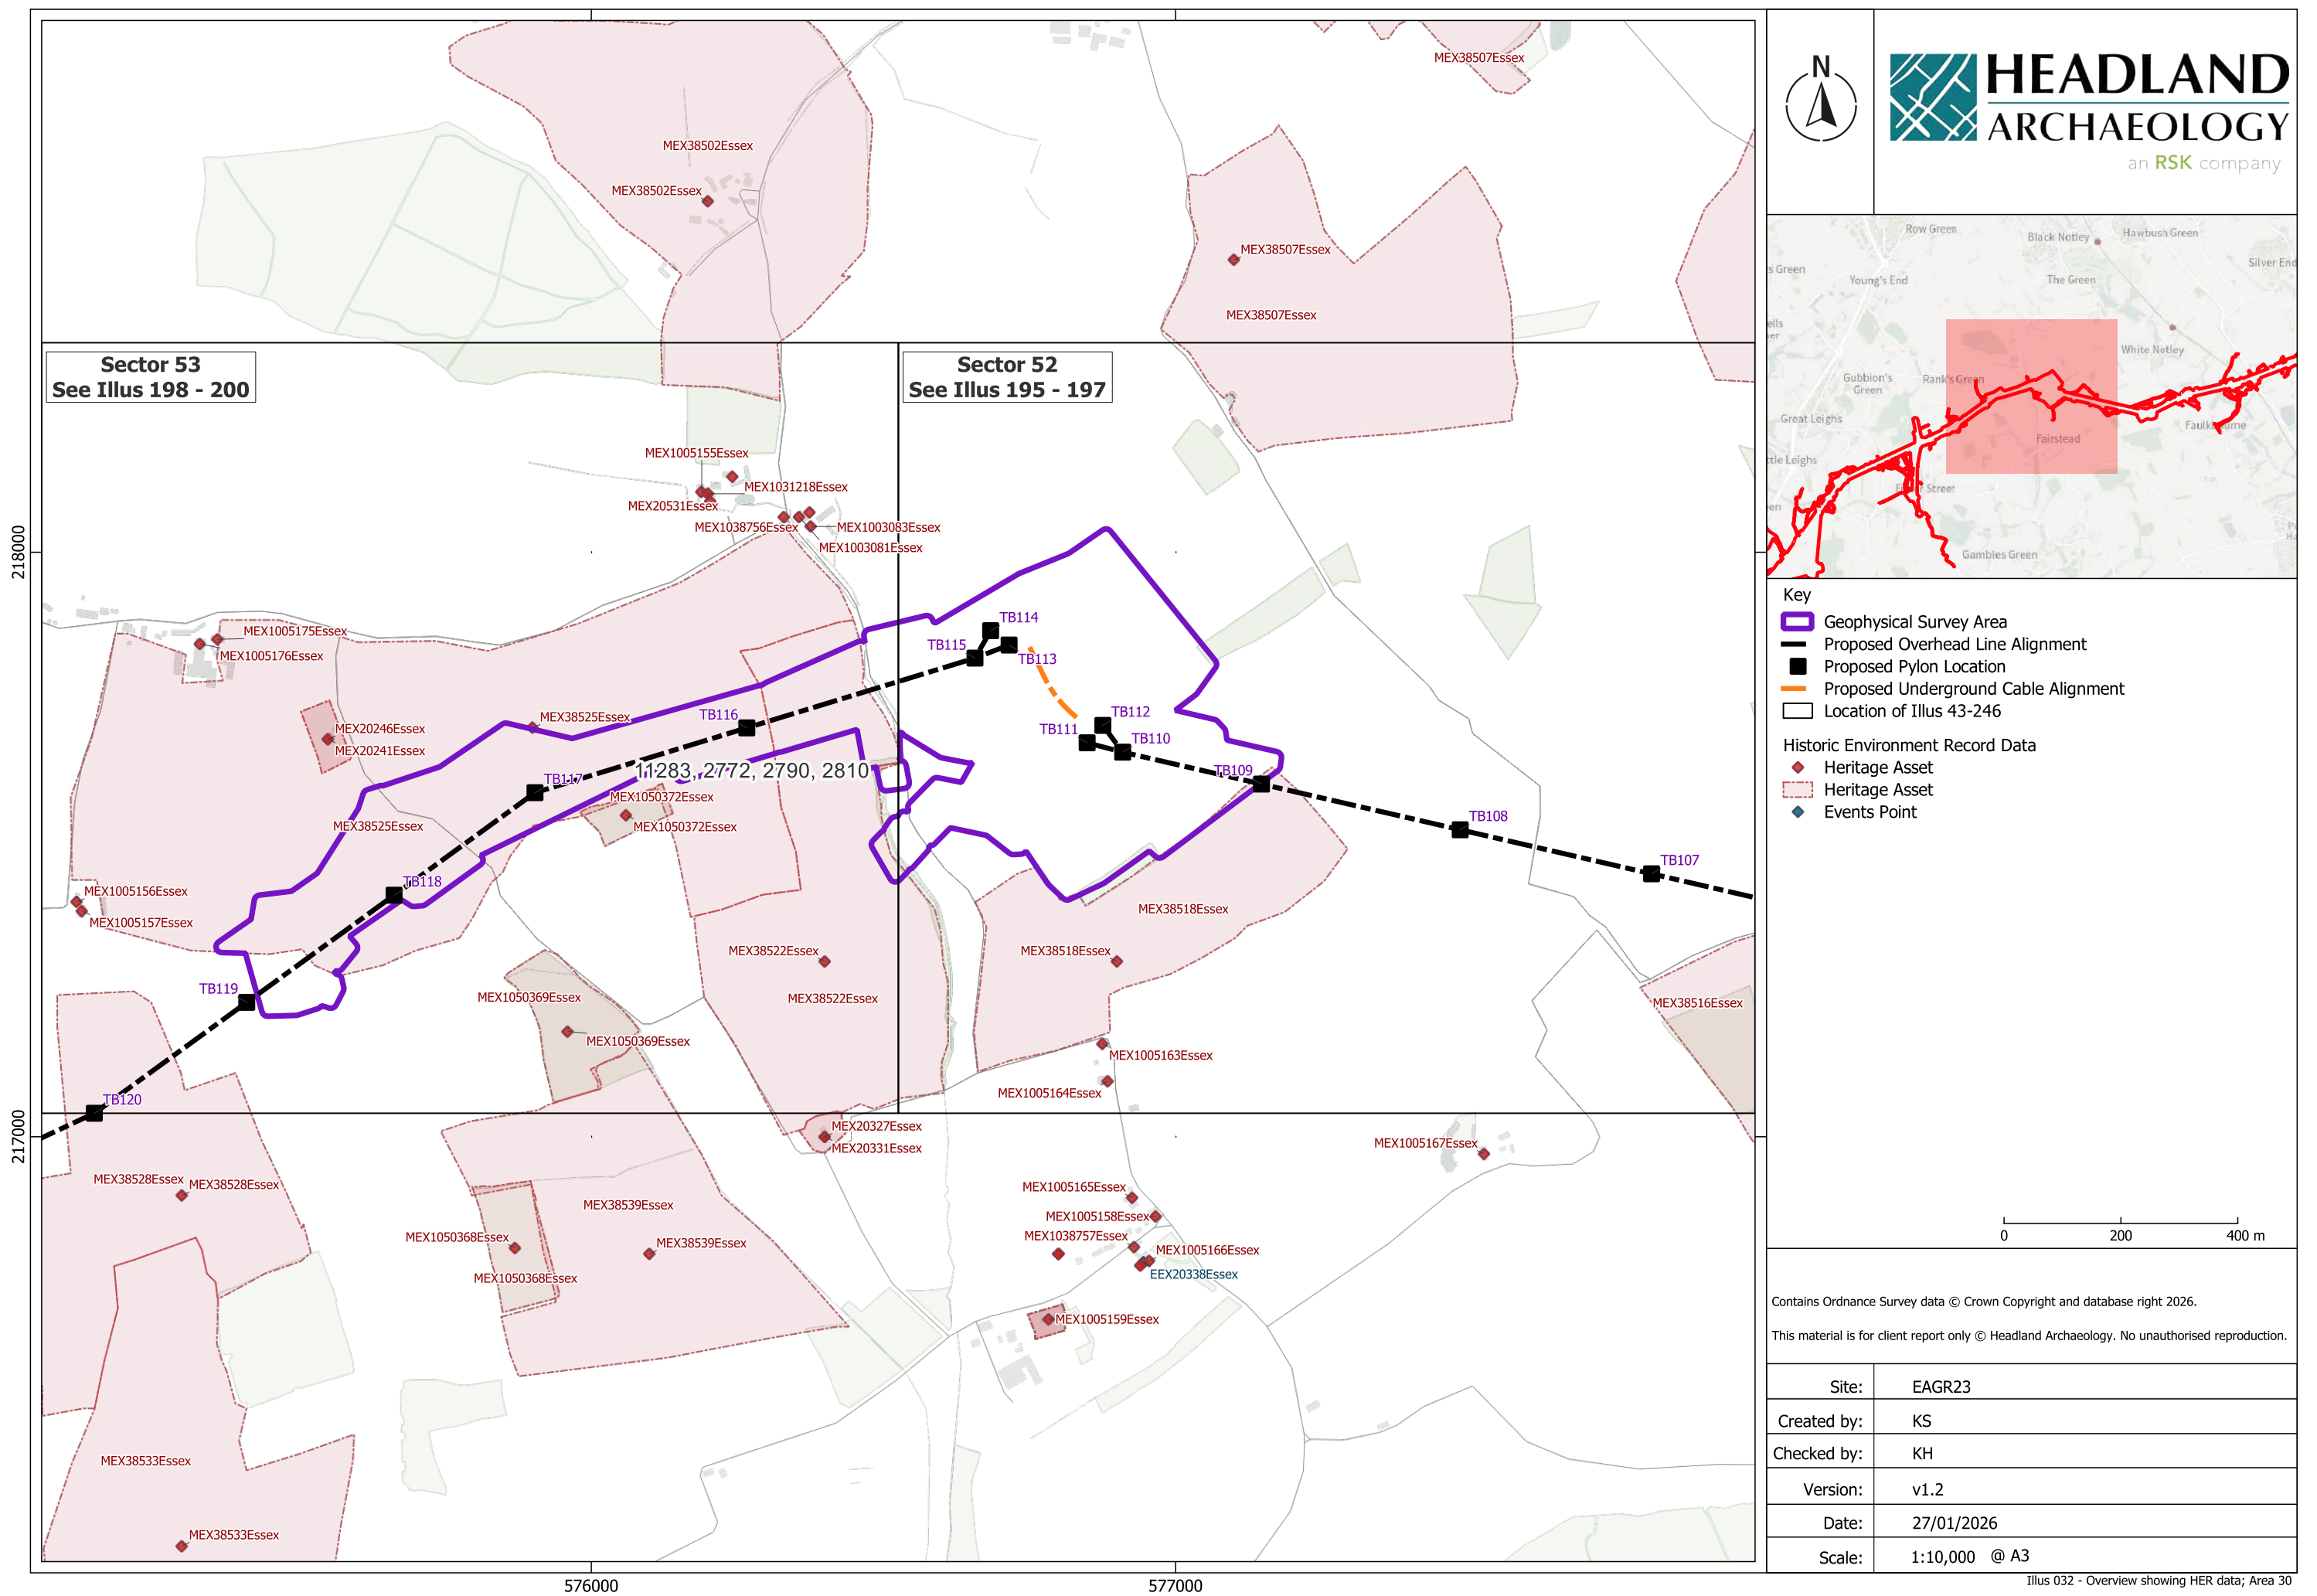 MEX38507Essex
MEX38502Essex
MEX38502Essex
MEX38507Essex
MEX38507Essex
Sector 53
See Illus 198 - 200
Sector 52
See Illus 195 - 197
MEX1005155Essex
MEX1031218Essex
MEX20531Essex
MEX1038756Essex
MEX1003083Essex
MEX1003081Essex
218000
TB114
TB115
TB113
MEX1005175Essex
MEX1005176Essex
MEX20246Essex
MEX20241Essex
MEX38525Essex
TB116
TB112
TB111
TB110
TB109
TB117
11283, 2772, 2790, 2810
MEX1050372Essex
MEX1050372Essex
MEX38525Essex
TB108
TB107
TB118
MEX1005156Essex
MEX1005157Essex
MEX38518Essex
MEX38518Essex
MEX38522Essex
MEX38522Essex
TB119
MEX1050369Essex
MEX1050369Essex
MEX38516Essex
MEX1005163Essex
MEX1005164Essex
TB120
217000
MEX20327Essex
MEX20331Essex
MEX1005167Essex
MEX38528Essex
MEX38528Essex
MEX38539Essex
MEX1005165Essex
MEX1005158Essex
MEX1038757Essex
MEX1005166Essex
EEX20338Essex
MEX1050368Essex
MEX38539Essex
MEX1050368Essex
MEX1005159Essex
MEX38533Essex
MEX38533Essex
576000
577000
N
HEADLAND
ARCHAEOLOGY
an RSK company
Row Green
Black Notley
Hawbush Green
s Green
Young's End
The Green
Silver End
ells
er
White Notley
Gubbion's
Green
Rank's Green
Great Leighs
Fairstead
ttle Leighs
Street
en
Gambles Green
Key
Geophysical Survey Area
Proposed Overhead Line Alignment
Proposed Pylon Location
Proposed Underground Cable Alignment
Location of Illus 43-246
Historic Environment Record Data
Heritage Asset
Heritage Asset
Events Point
0 200 400 m
Contains Ordnance Survey data © Crown Copyright and database right 2026.
This material is for client report only © Headland Archaeology. No unauthorised reproduction.
Site: EAGR23
Created by: KS
Checked by: KH
Version: v1.2
Date: 27/01/2026
Scale: 1:10,000 @ A3
Illus 032 - Overview showing HER data; Area 30